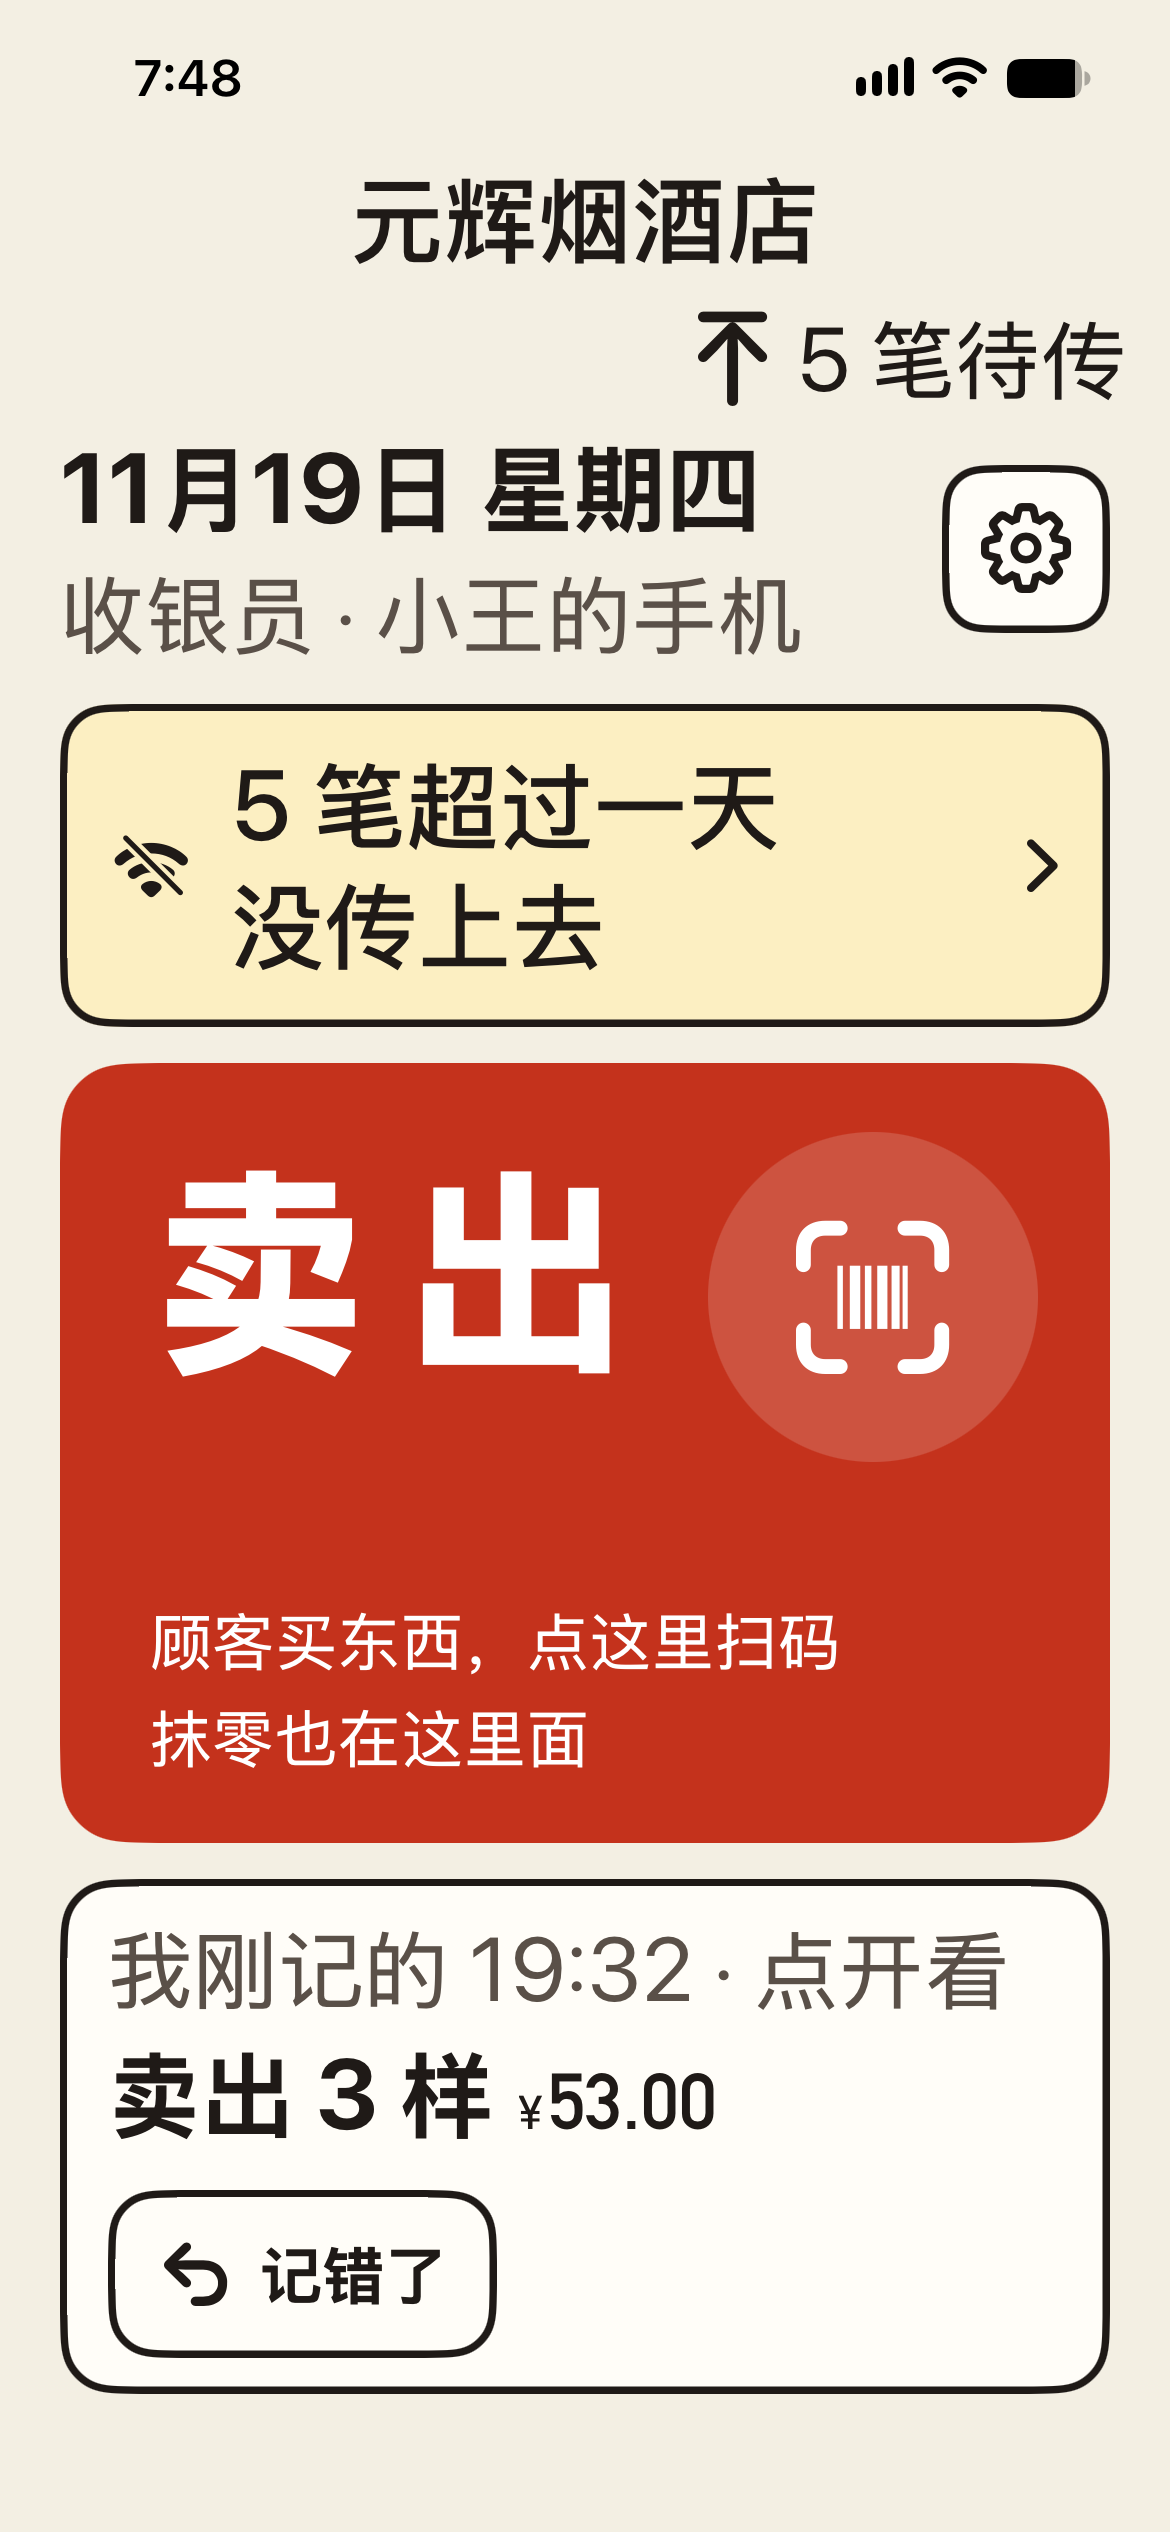 7:48
元辉烟酒店
5 笔待传
11月19日 星期四
收银员 · 小王的手机
5 笔超过一天
没传上去
卖出
顾客买东西，点这里扫码
抹零也在这里面
我刚记的 19:32 · 点开看
卖出 3 样 ¥53.00
记错了